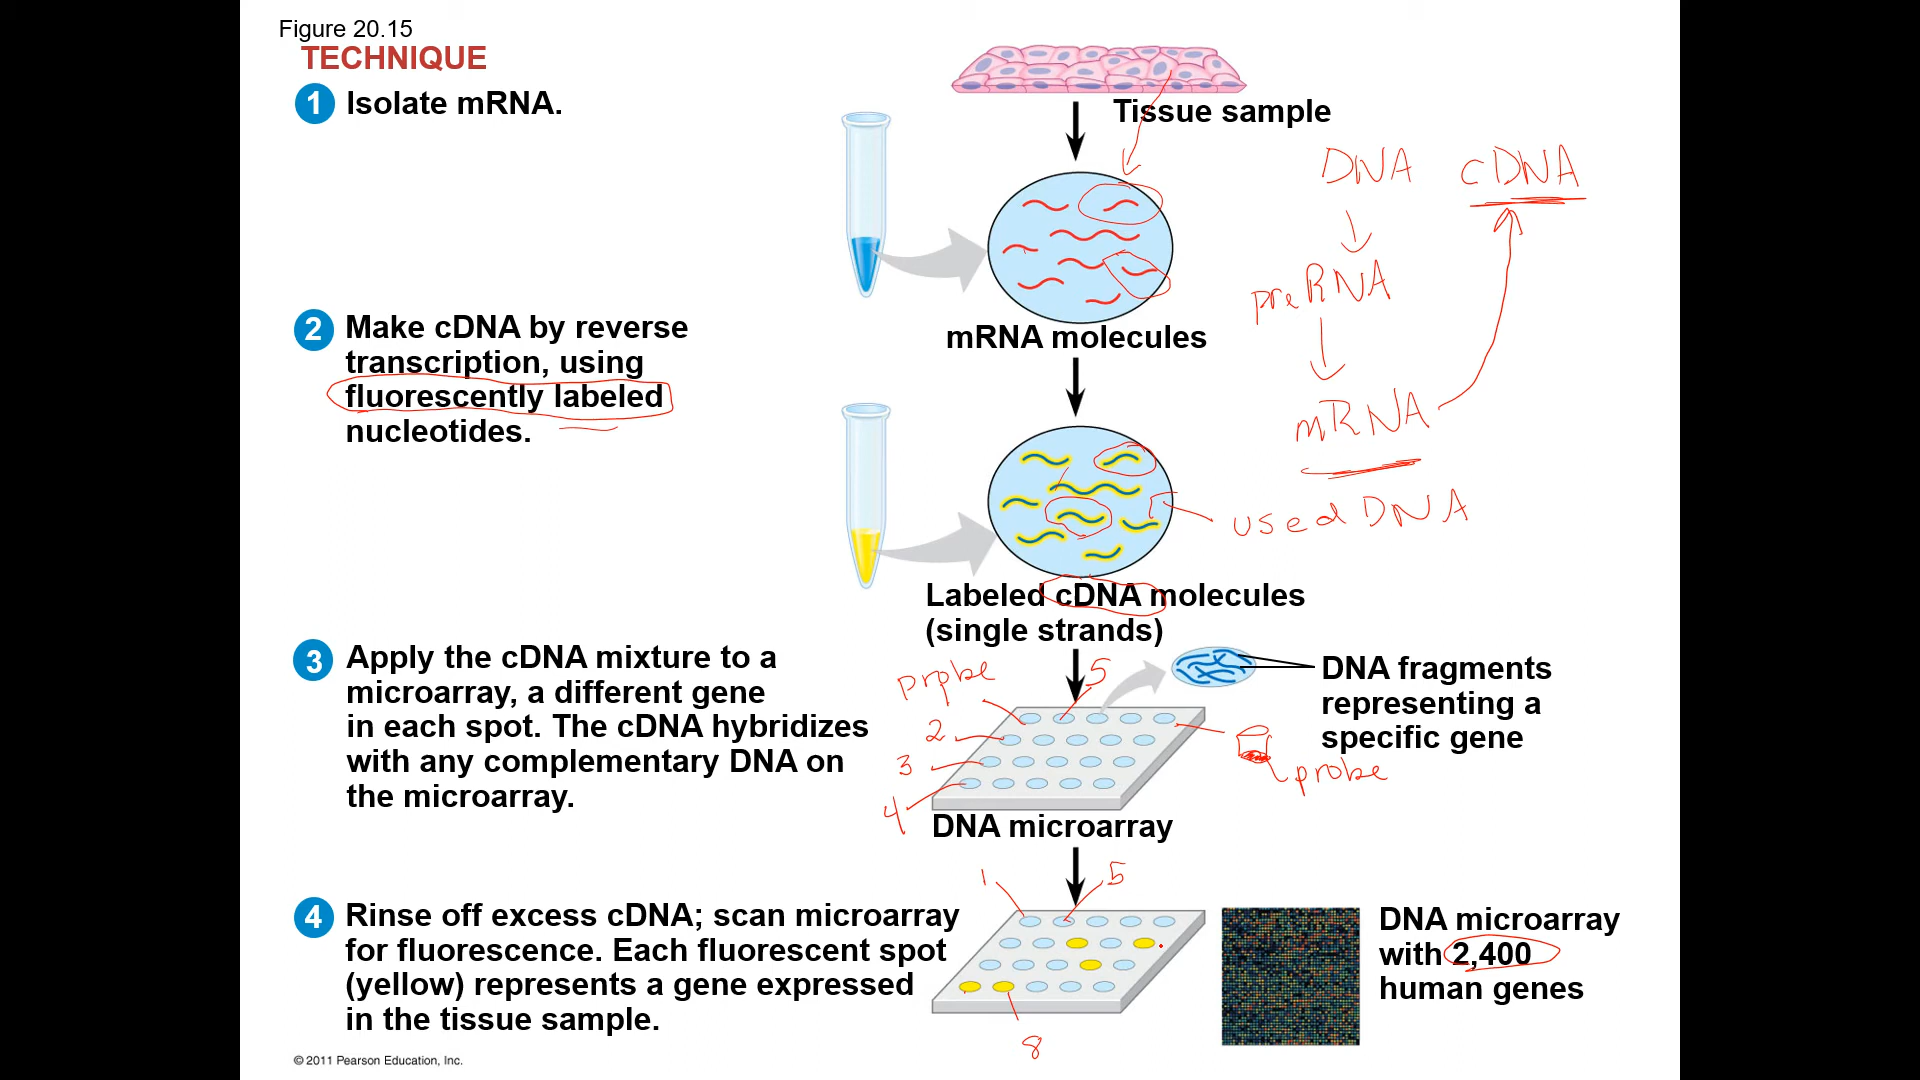 Figure 20.15
TECHNIQUE
1 Isolate mRNA.
Tissue sample
mRNA molecules
DNA
cDNA
preRNA
mRNA
used DNA
2 Make cDNA by reverse
transcription, using
fluorescently labeled
nucleotides.
Labeled cDNA molecules
(single strands)
3 Apply the cDNA mixture to a
microarray, a different gene
in each spot. The cDNA hybridizes
with any complementary DNA on
the microarray.
probe
5
2
3
4
DNA fragments
representing a
specific gene
probe
DNA microarray
4 Rinse off excess cDNA; scan microarray
for fluorescence. Each fluorescent spot
(yellow) represents a gene expressed
in the tissue sample.
1
5
8
DNA microarray
with 2,400
human genes
© 2011 Pearson Education, Inc.